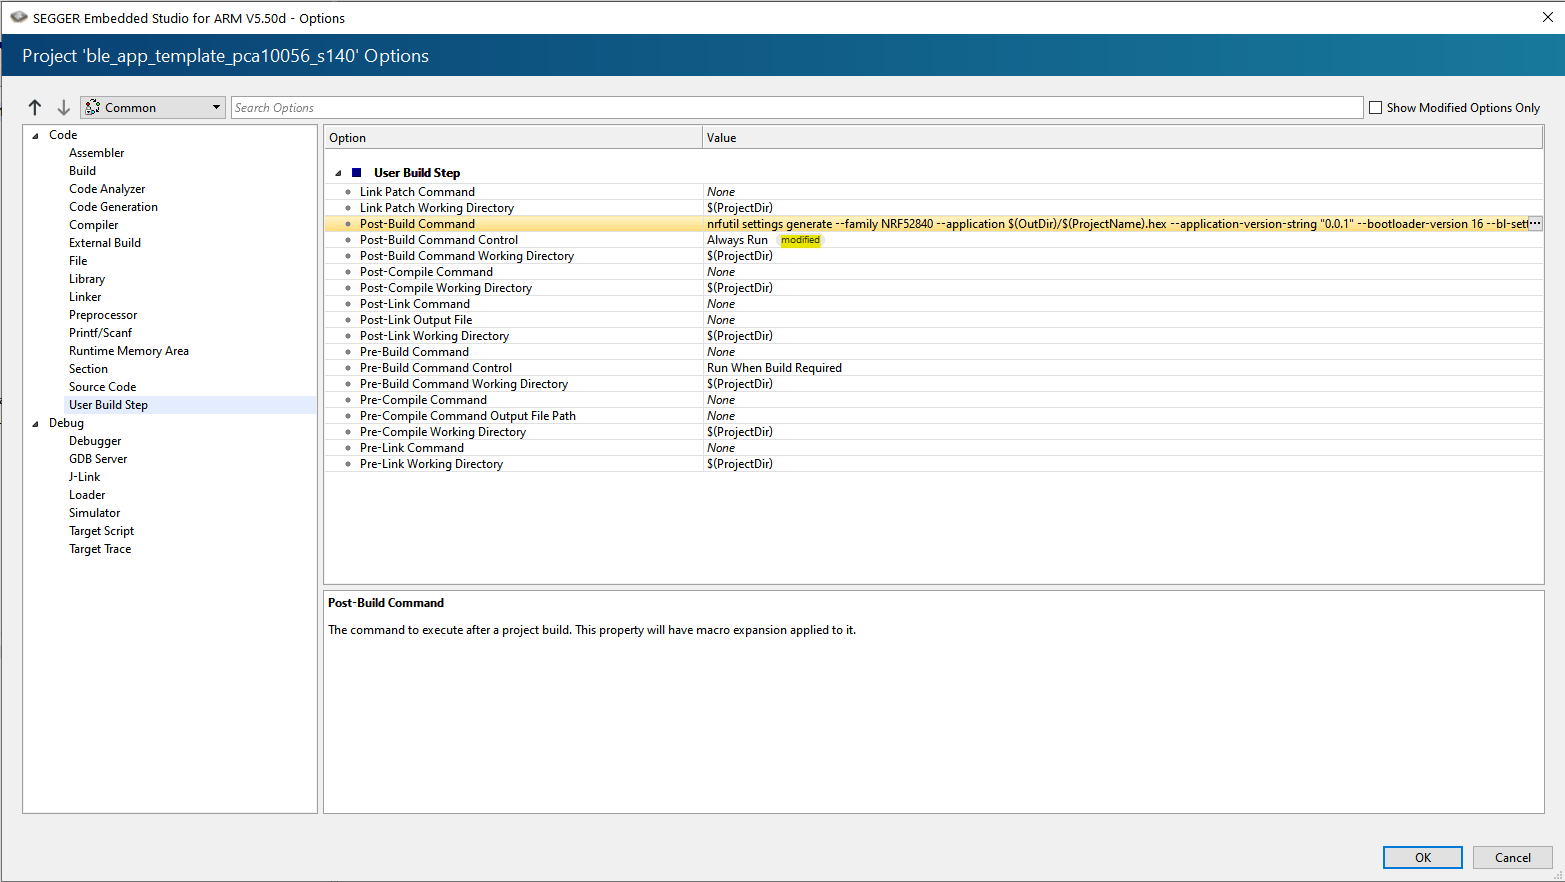 SEGGER Embedded Studio for ARM V5.50d - Options
Project 'ble_app_template_pca10056_s140' Options
Common
Search Options
Show Modified Options Only
Code
Assembler
Build
Code Analyzer
Code Generation
Compiler
External Build
File
Library
Linker
Preprocessor
Printf/Scanf
Runtime Memory Area
Section
Source Code
User Build Step
Debug
Debugger
GDB Server
J-Link
Loader
Simulator
Target Script
Target Trace
Option Value
User Build Step
Link Patch Command None
Link Patch Working Directory $(ProjectDir)
Post-Build Command nrfutil settings generate --family NRF52840 --application $(OutDir)/$(ProjectName).hex --application-version-string "0.0.1" --bootloader-version 16 --bl-sett ...
Post-Build Command Control Always Run modified
Post-Build Command Working Directory $(ProjectDir)
Post-Compile Command None
Post-Compile Working Directory $(ProjectDir)
Post-Link Command None
Post-Link Output File None
Post-Link Working Directory $(ProjectDir)
Pre-Build Command None
Pre-Build Command Control Run When Build Required
Pre-Build Command Working Directory $(ProjectDir)
Pre-Compile Command None
Pre-Compile Command Output File Path None
Pre-Compile Working Directory $(ProjectDir)
Pre-Link Command None
Pre-Link Working Directory $(ProjectDir)
Post-Build Command
The command to execute after a project build. This property will have macro expansion applied to it.
OK
Cancel